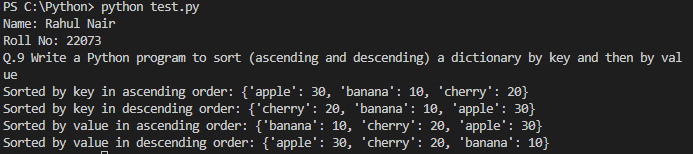 PS C:\Python> python test.py
Name: Rahul Nair
Roll No: 22073
Q.9 Write a Python program to sort (ascending and descending) a dictionary by key and then by val
ue
Sorted by key in ascending order: {'apple': 30, 'banana': 10, 'cherry': 20}
Sorted by key in descending order: {'cherry': 20, 'banana': 10, 'apple': 30}
Sorted by value in ascending order: {'banana': 10, 'cherry': 20, 'apple': 30}
Sorted by value in descending order: {'apple': 30, 'cherry': 20, 'banana': 10}